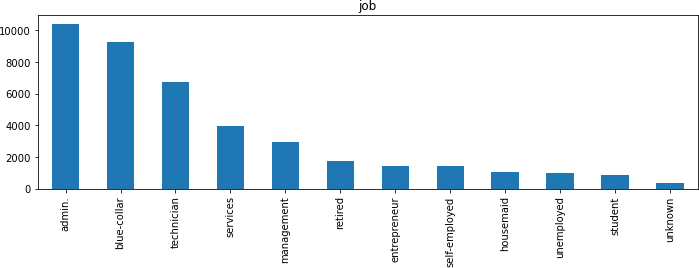 job
10000
8000
6000
4000
2000
0
admin.
blue-collar
technician
services
management
retired
entrepreneur
self-employed
housemaid
unemployed
student
unknown